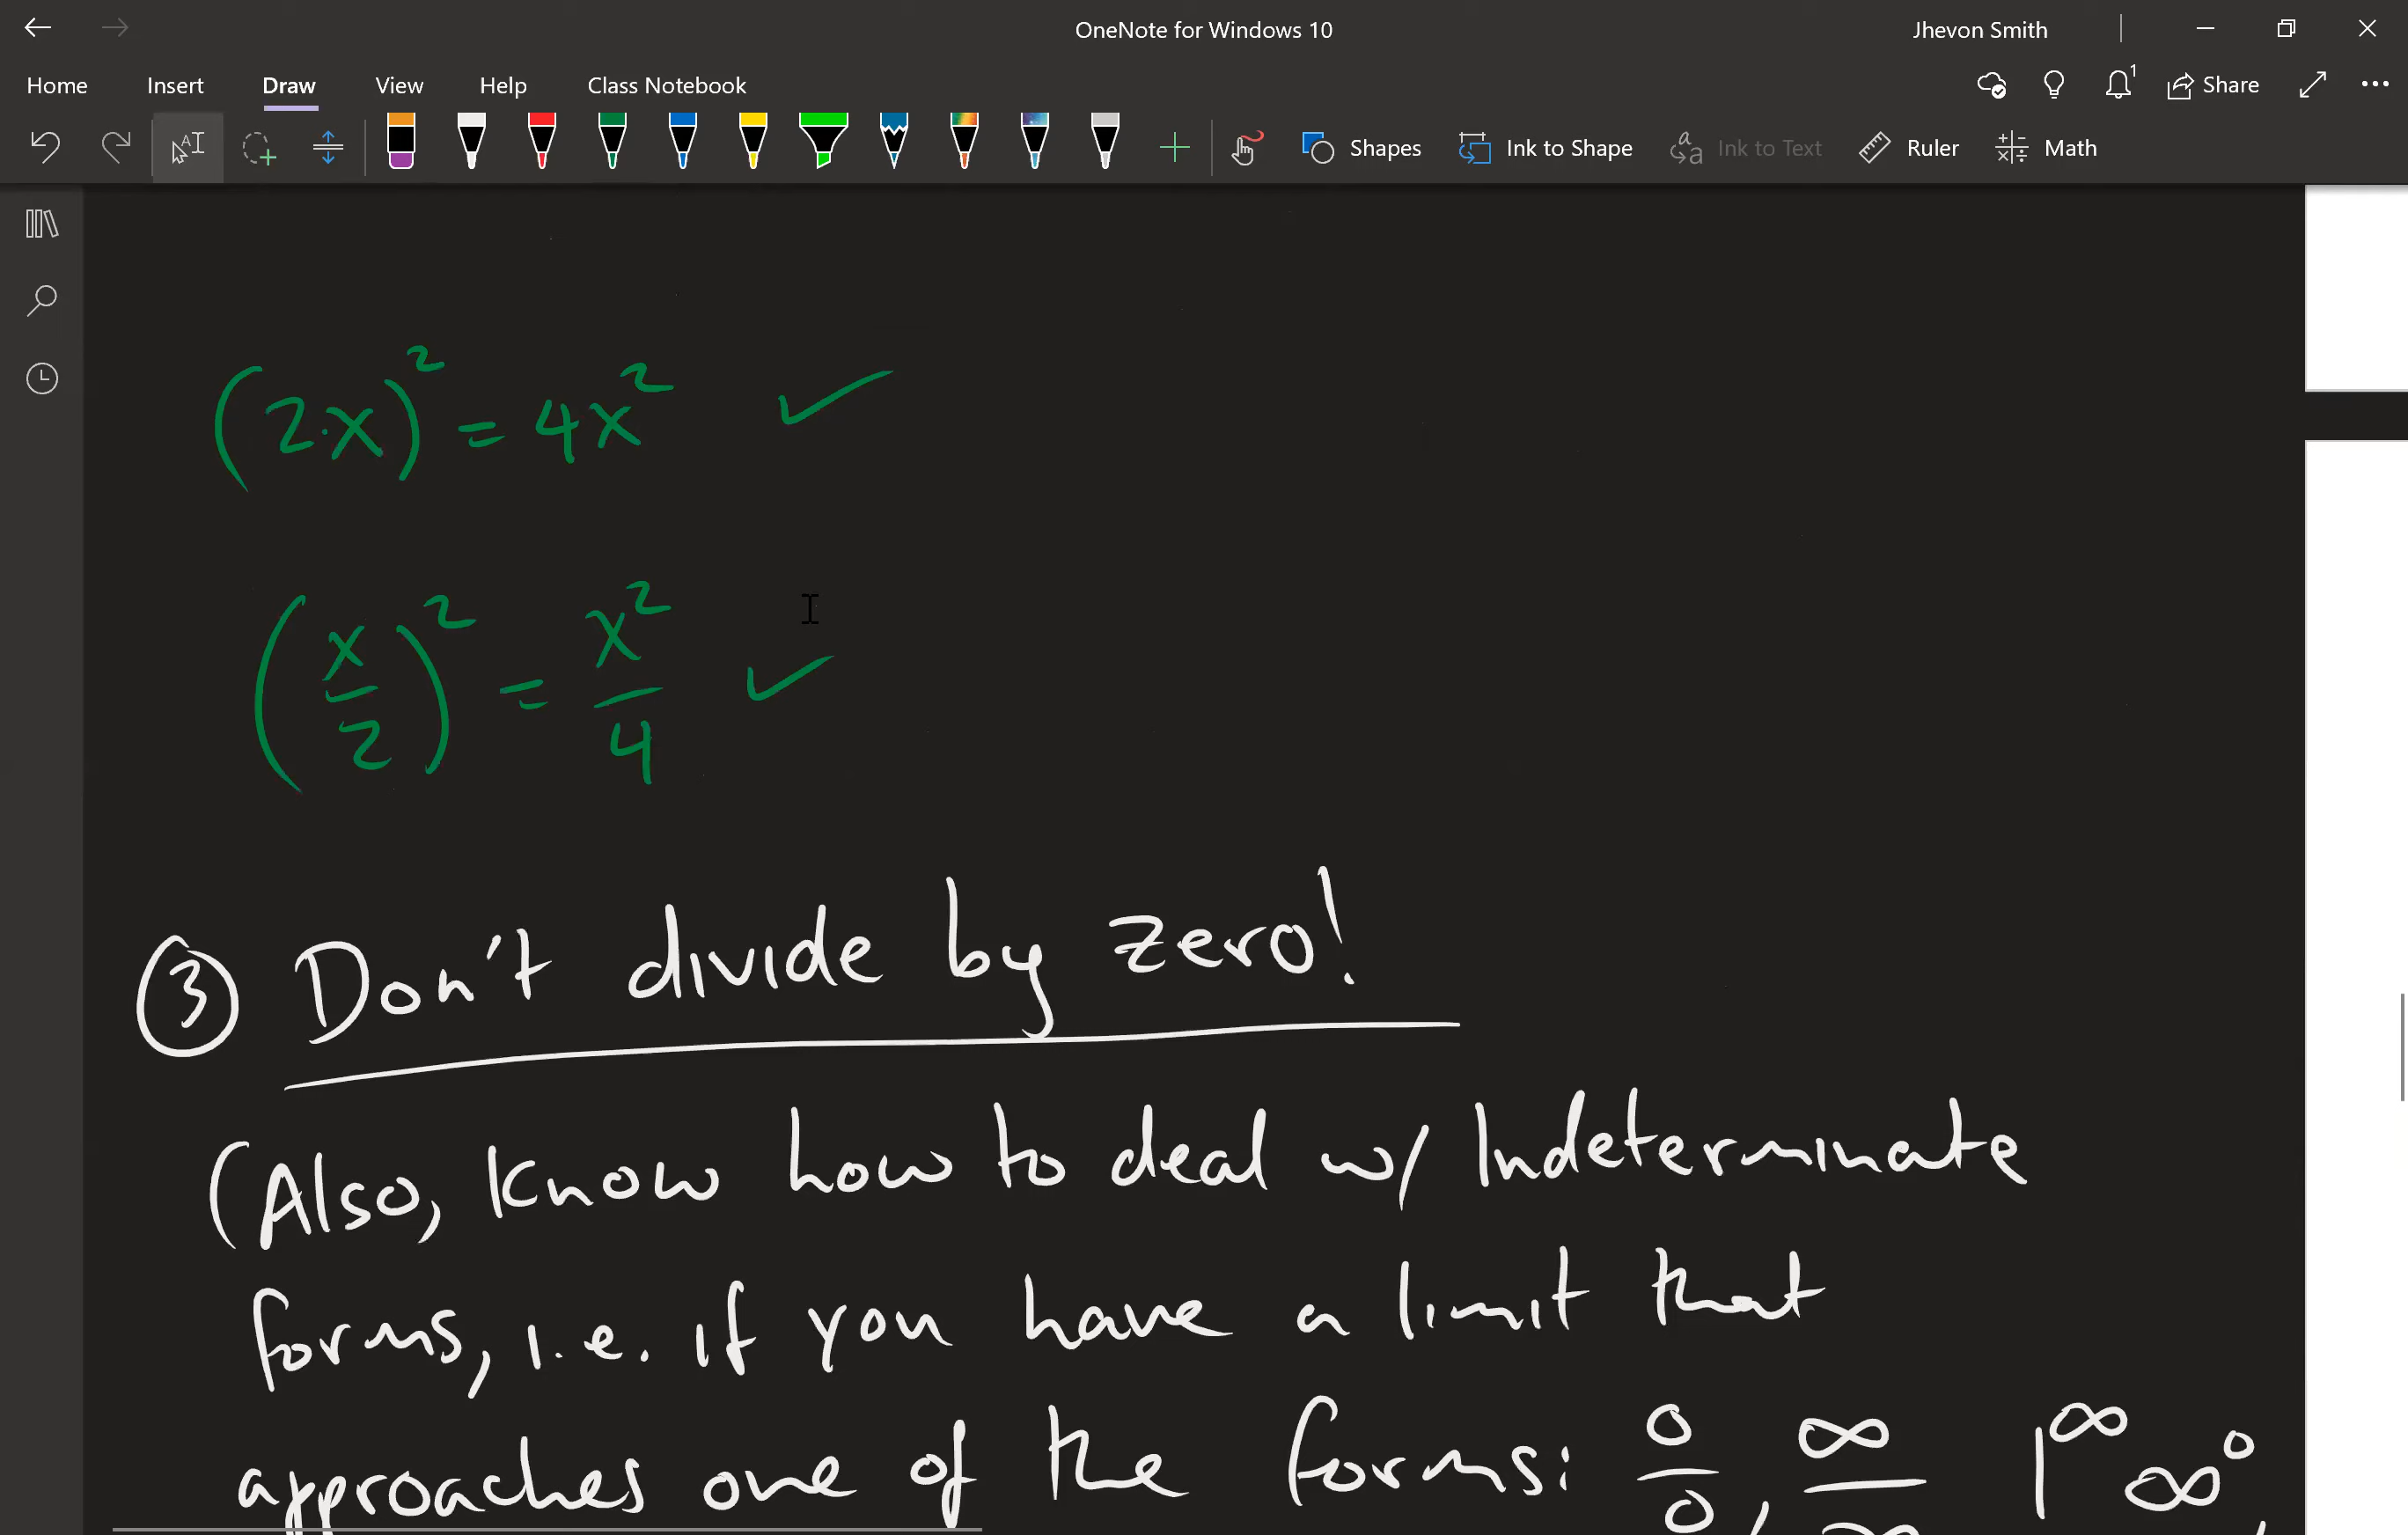 OneNote for Windows 10
Jhevon Smith
Home Insert Draw View Help Class Notebook
1
Share
Shapes Ink to Shape Ink to Text Ruler Math
(2·x)² = 4x² ✓
(x/2)² = x²/4 ✓
③ Don't divide by zero!
(Also, know how to deal w/ Indeterminate
forms, i.e. if you have a limit that
approaches one of the forms: 0/0, ∞/∞ 1^∞ ∞^0,